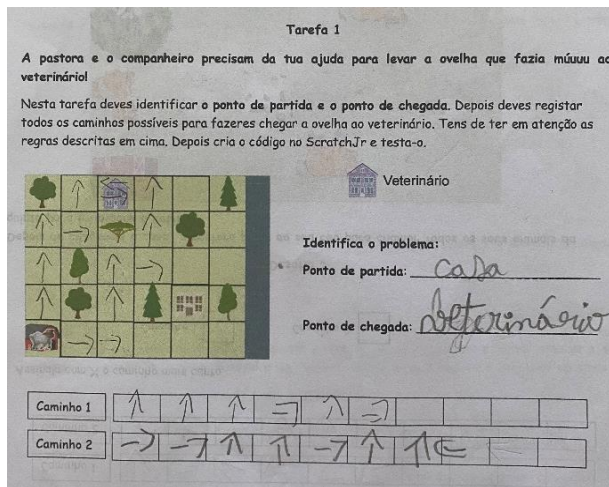 Tarefa 1
A pastora e o companheiro precisam da tua ajuda para levar a ovelha que fazia múuuu ao
veterinário!
Nesta tarefa deves identificar o ponto de partida e o ponto de chegada. Depois deves registar
todos os caminhos possíveis para fazeres chegar a ovelha ao veterinário. Tens de ter em atenção as
regras descritas em cima. Depois cria o código no ScratchJr e testa-o.
Veterinário
Identifica o problema:
Ponto de partida: casa
Ponto de chegada: veterinário
Caminho 1 ↑ ↑ ↑ → ↑ →
Caminho 2 → → ↑ ↑ → ↑ ↑ ←